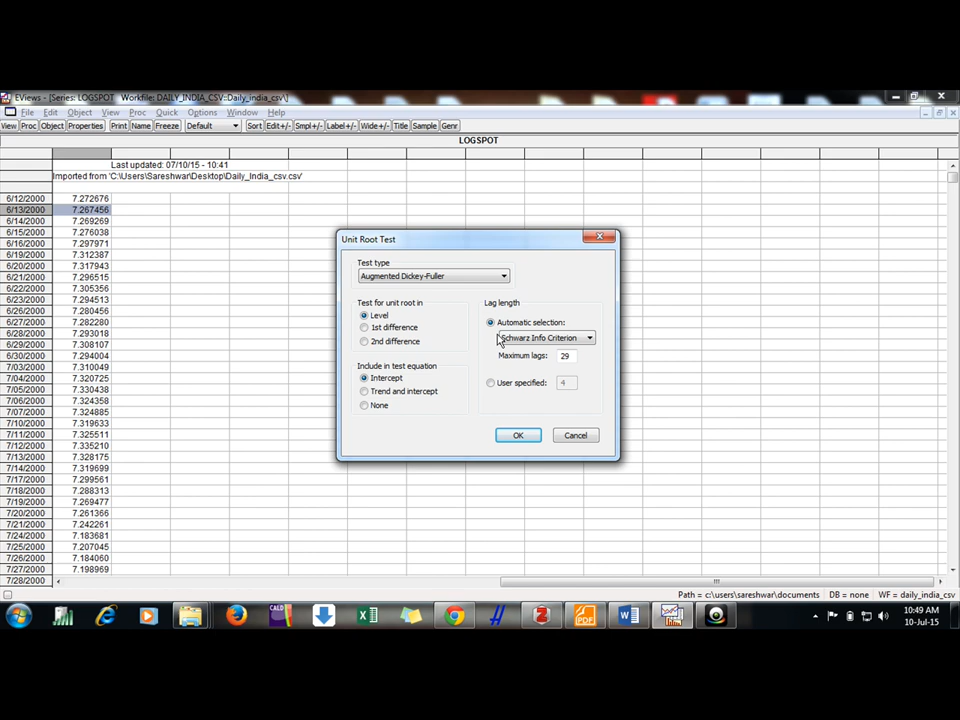 EViews - [Series: LOGSPOT   Workfile: DAILY_INDIA_CSV::Daily_india_csv\]
File Edit Object View Proc Quick Options Window Help
View Proc Object Properties Print Name Freeze Default Sort Edit+/- Smpl+/- Label+/- Wide+/- Title Sample Genr
LOGSPOT
Last updated: 07/10/15 - 10:41
Imported from 'C:\Users\Sareshwar\Desktop\Daily_India_csv.csv'
6/12/2000 7.272676
6/13/2000 7.267456
6/14/2000 7.269269
6/15/2000 7.276038
6/16/2000 7.297971
6/19/2000 7.312387
6/20/2000 7.317943
6/21/2000 7.296515
6/22/2000 7.305356
6/23/2000 7.294513
6/26/2000 7.280456
6/27/2000 7.282280
6/28/2000 7.293018
6/29/2000 7.308107
6/30/2000 7.294004
7/03/2000 7.310049
7/04/2000 7.320725
7/05/2000 7.330438
7/06/2000 7.324358
7/07/2000 7.324885
7/10/2000 7.319633
7/11/2000 7.325511
7/12/2000 7.335210
7/13/2000 7.328175
7/14/2000 7.319699
7/17/2000 7.299561
7/18/2000 7.288313
7/19/2000 7.269477
7/20/2000 7.261366
7/21/2000 7.242261
7/24/2000 7.183681
7/25/2000 7.207045
7/26/2000 7.184060
7/27/2000 7.198969
7/28/2000
Unit Root Test
Test type
Augmented Dickey-Fuller
Test for unit root in
Level
1st difference
2nd difference
Include in test equation
Intercept
Trend and intercept
None
Lag length
Automatic selection:
Schwarz Info Criterion
Maximum lags: 29
User specified: 4
OK Cancel
Path = c:\users\sareshwar\documents DB = none WF = daily_india_csv
CALD
PDF
10:49 AM
10-Jul-15